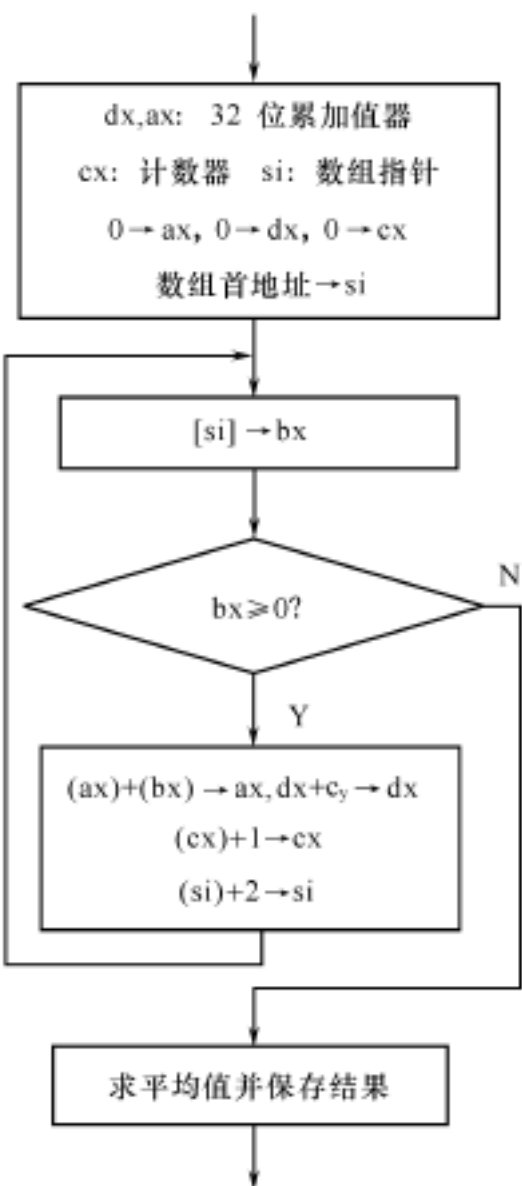 dx,ax: 32 位累加值器
cx: 计数器 si: 数组指针
0→ax, 0→dx, 0→cx
数组首地址→si
[si]→bx
bx≥0?
N
Y
(ax)+(bx)→ax,dx+cy→dx
(cx)+1→cx
(si)+2→si
求平均值并保存结果